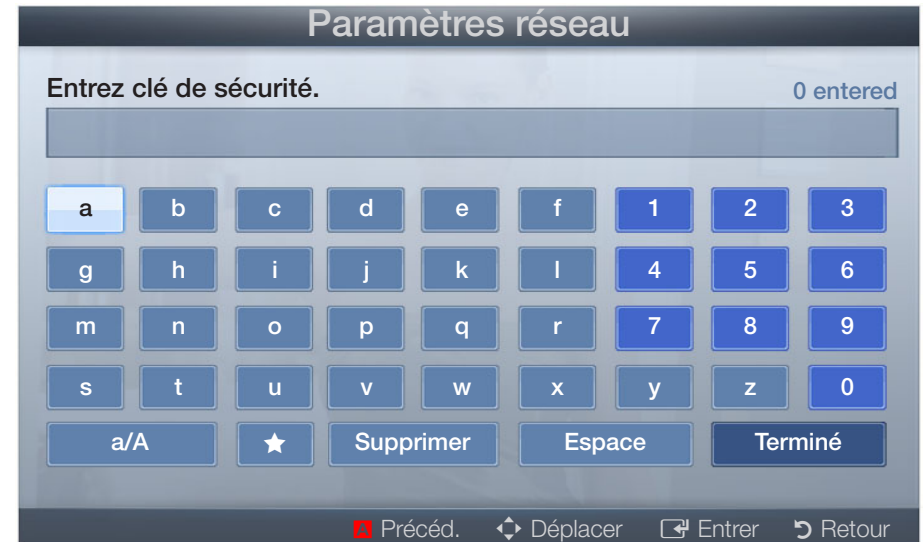 Paramètres réseau
Entrez clé de sécurité. 0 entered
a b c d e f 1 2 3
g h i j k l 4 5 6
m n o p q r 7 8 9
s t u v w x y z 0
a/A ★ Supprimer Espace Terminé
A Précéd. Déplacer Entrer Retour